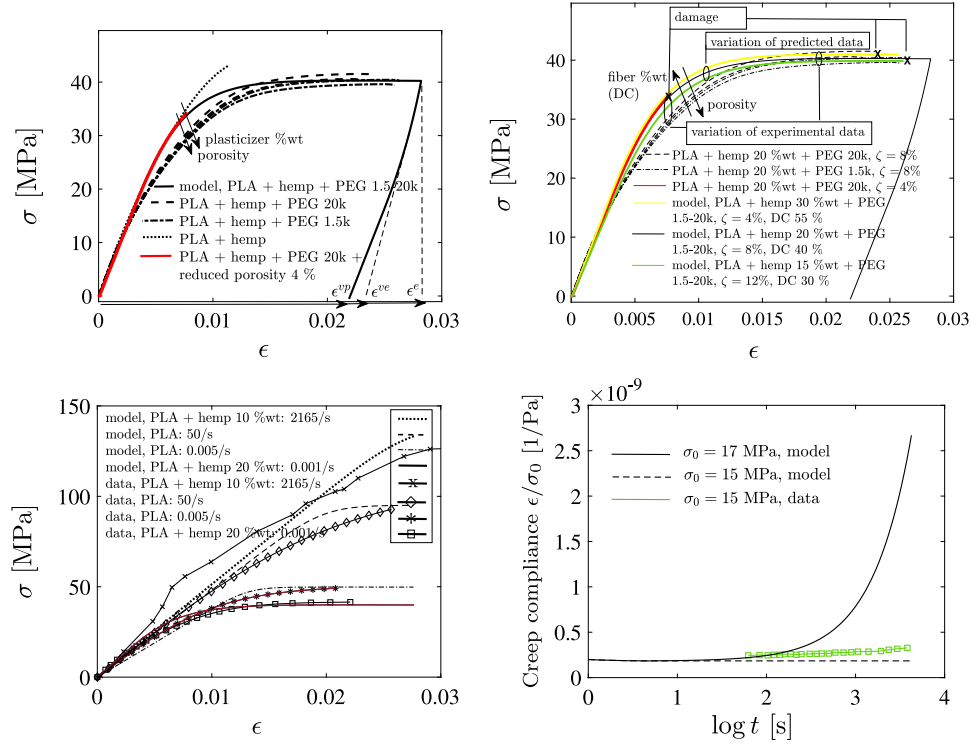 σ [MPa]
40
30
20
10
0
plasticizer %wt
porosity
model, PLA + hemp + PEG 1.5-20k
PLA + hemp + PEG 20k
PLA + hemp + PEG 1.5k
PLA + hemp
PLA + hemp + PEG 20k +
reduced porosity 4 %
ϵ^{vp} ϵ^{ve} ϵ^{e}
0 0.01 0.02 0.03
ϵ
damage
variation of predicted data
fiber %wt
(DC)
porosity
variation of experimental data
σ [MPa]
40
30
20
10
0
PLA + hemp 20 %wt + PEG 20k, ζ = 8%
PLA + hemp 20 %wt + PEG 1.5k, ζ = 8%
PLA + hemp 20 %wt + PEG 20k, ζ = 4%
model, PLA + hemp 30 %wt + PEG
1.5-20k, ζ = 4%, DC 55 %
model, PLA + hemp 20 %wt + PEG
1.5-20k, ζ = 8%, DC 40 %
model, PLA + hemp 15 %wt + PEG
1.5-20k, ζ = 12%, DC 30 %
0 0.005 0.01 0.015 0.02 0.025 0.03
ϵ
σ [MPa]
150
100
50
0
model, PLA + hemp 10 %wt: 2165/s
model, PLA: 50/s
model, PLA: 0.005/s
model, PLA + hemp 20 %wt: 0.001/s
data, PLA + hemp 10 %wt: 2165/s
data, PLA: 50/s
data, PLA: 0.005/s
data, PLA + hemp 20 %wt: 0.001/s
0 0.01 0.02 0.03
ϵ
×10^{-9}
Creep compliance ϵ/σ₀ [1/Pa]
3
2.5
2
1.5
1
0.5
0
σ₀ = 17 MPa, model
σ₀ = 15 MPa, model
σ₀ = 15 MPa, data
0 1 2 3 4
log t [s]